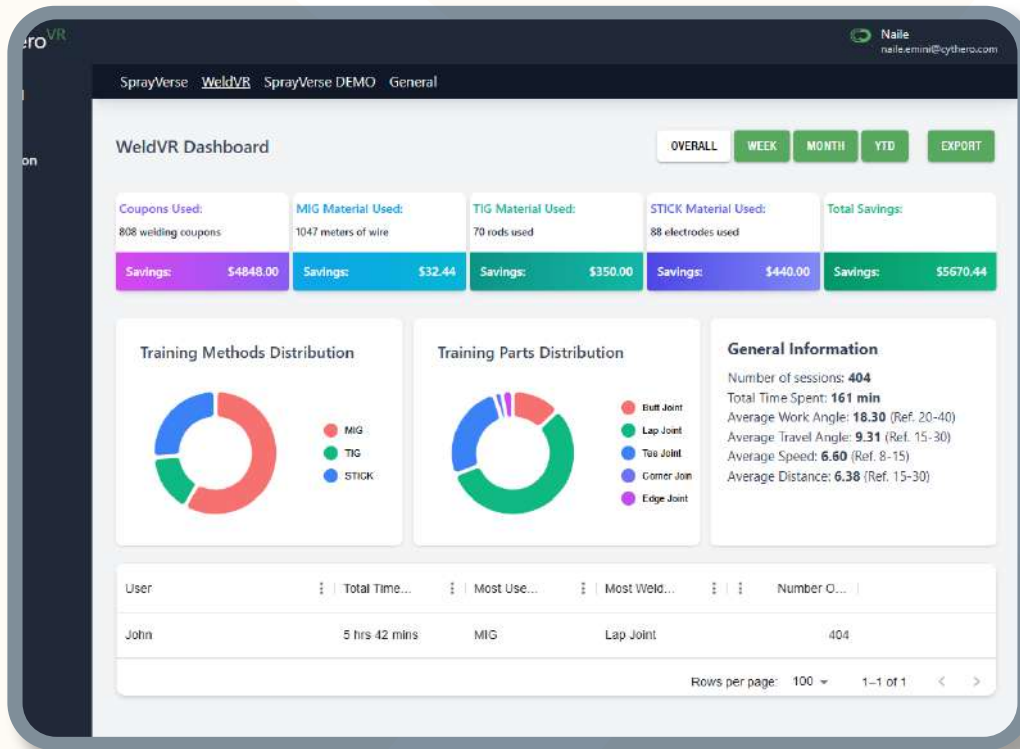 ero VR
Naile
naile.emini@cythero.com
SprayVerse WeldVR SprayVerse DEMO General
on
WeldVR Dashboard
OVERALL WEEK MONTH YTD EXPORT
Coupons Used: MIG Material Used: TIG Material Used: STICK Material Used: Total Savings:
808 welding coupons 1047 meters of wire 70 rods used 88 electrodes used
Savings: $4848.00 Savings: $32.44 Savings: $350.00 Savings: $440.00 Savings: $5670.44
Training Methods Distribution
MIG
TIG
STICK
Training Parts Distribution
Butt Joint
Lap Joint
Tee Joint
Corner Join
Edge Joint
General Information
Number of sessions: 404
Total Time Spent: 161 min
Average Work Angle: 18.30 (Ref. 20-40)
Average Travel Angle: 9.31 (Ref. 15-30)
Average Speed: 6.60 (Ref. 8-15)
Average Distance: 6.38 (Ref. 15-30)
User Total Time... Most Use... Most Weld... Number O...
John 5 hrs 42 mins MIG Lap Joint 404
Rows per page: 100 1–1 of 1